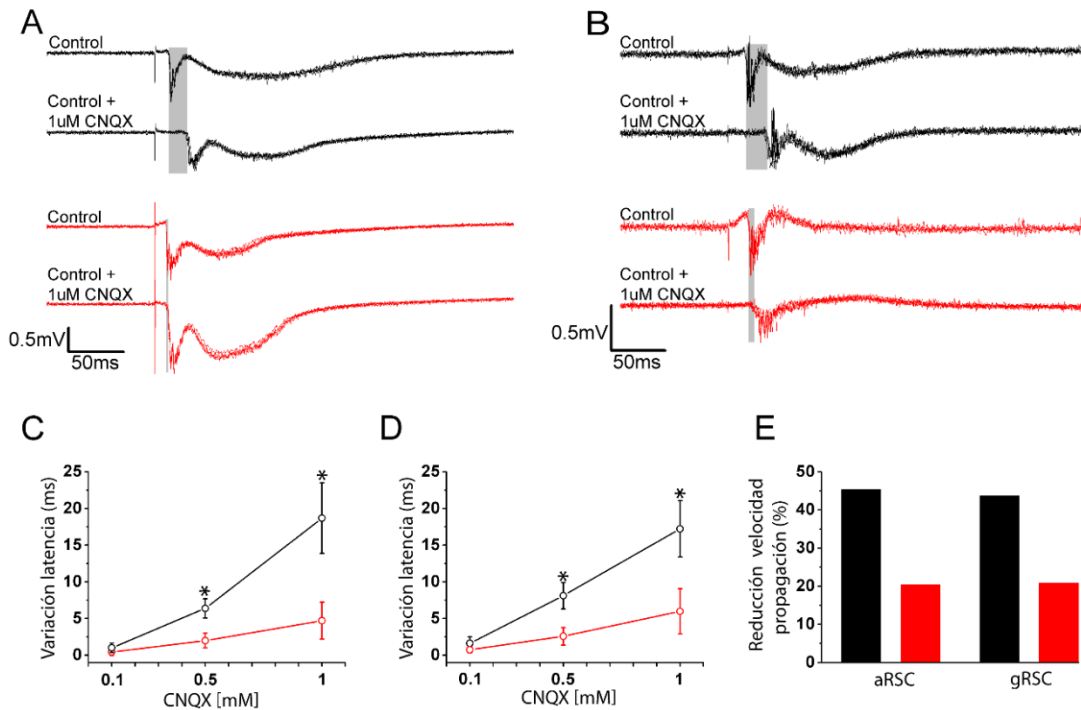 A
Control
Control +
1uM CNQX
Control
Control +
1uM CNQX
0.5mV
50ms
B
Control
Control +
1uM CNQX
Control
Control +
1uM CNQX
0.5mV
50ms
C
Variación latencia (ms)
25
20
15
10
5
0
*
*
0.1
0.5
1
CNQX [mM]
D
Variación latencia (ms)
25
20
15
10
5
0
*
*
0.1
0.5
1
CNQX [mM]
E
Reducción velocidad
propagación (%)
50
40
30
20
10
0
aRSC
gRSC